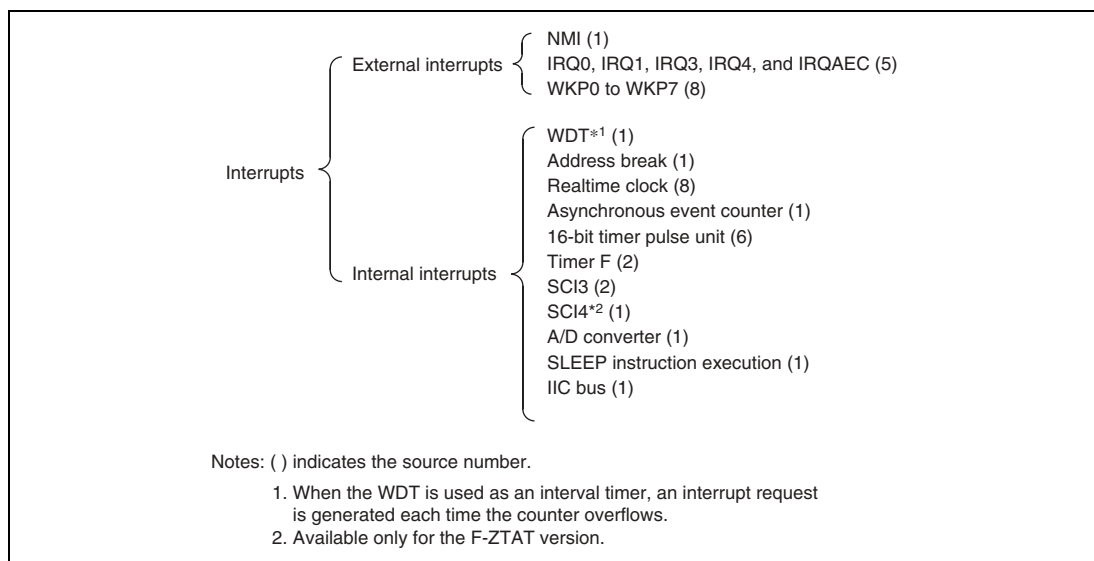 NMI (1)
External interrupts
IRQ0, IRQ1, IRQ3, IRQ4, and IRQAEC (5)
WKP0 to WKP7 (8)
Interrupts
WDT*1 (1)
Address break (1)
Realtime clock (8)
Asynchronous event counter (1)
16-bit timer pulse unit (6)
Timer F (2)
Internal interrupts
SCI3 (2)
SCI4*2 (1)
A/D converter (1)
SLEEP instruction execution (1)
IIC bus (1)
Notes: ( ) indicates the source number.
1. When the WDT is used as an interval timer, an interrupt request
is generated each time the counter overflows.
2. Available only for the F-ZTAT version.